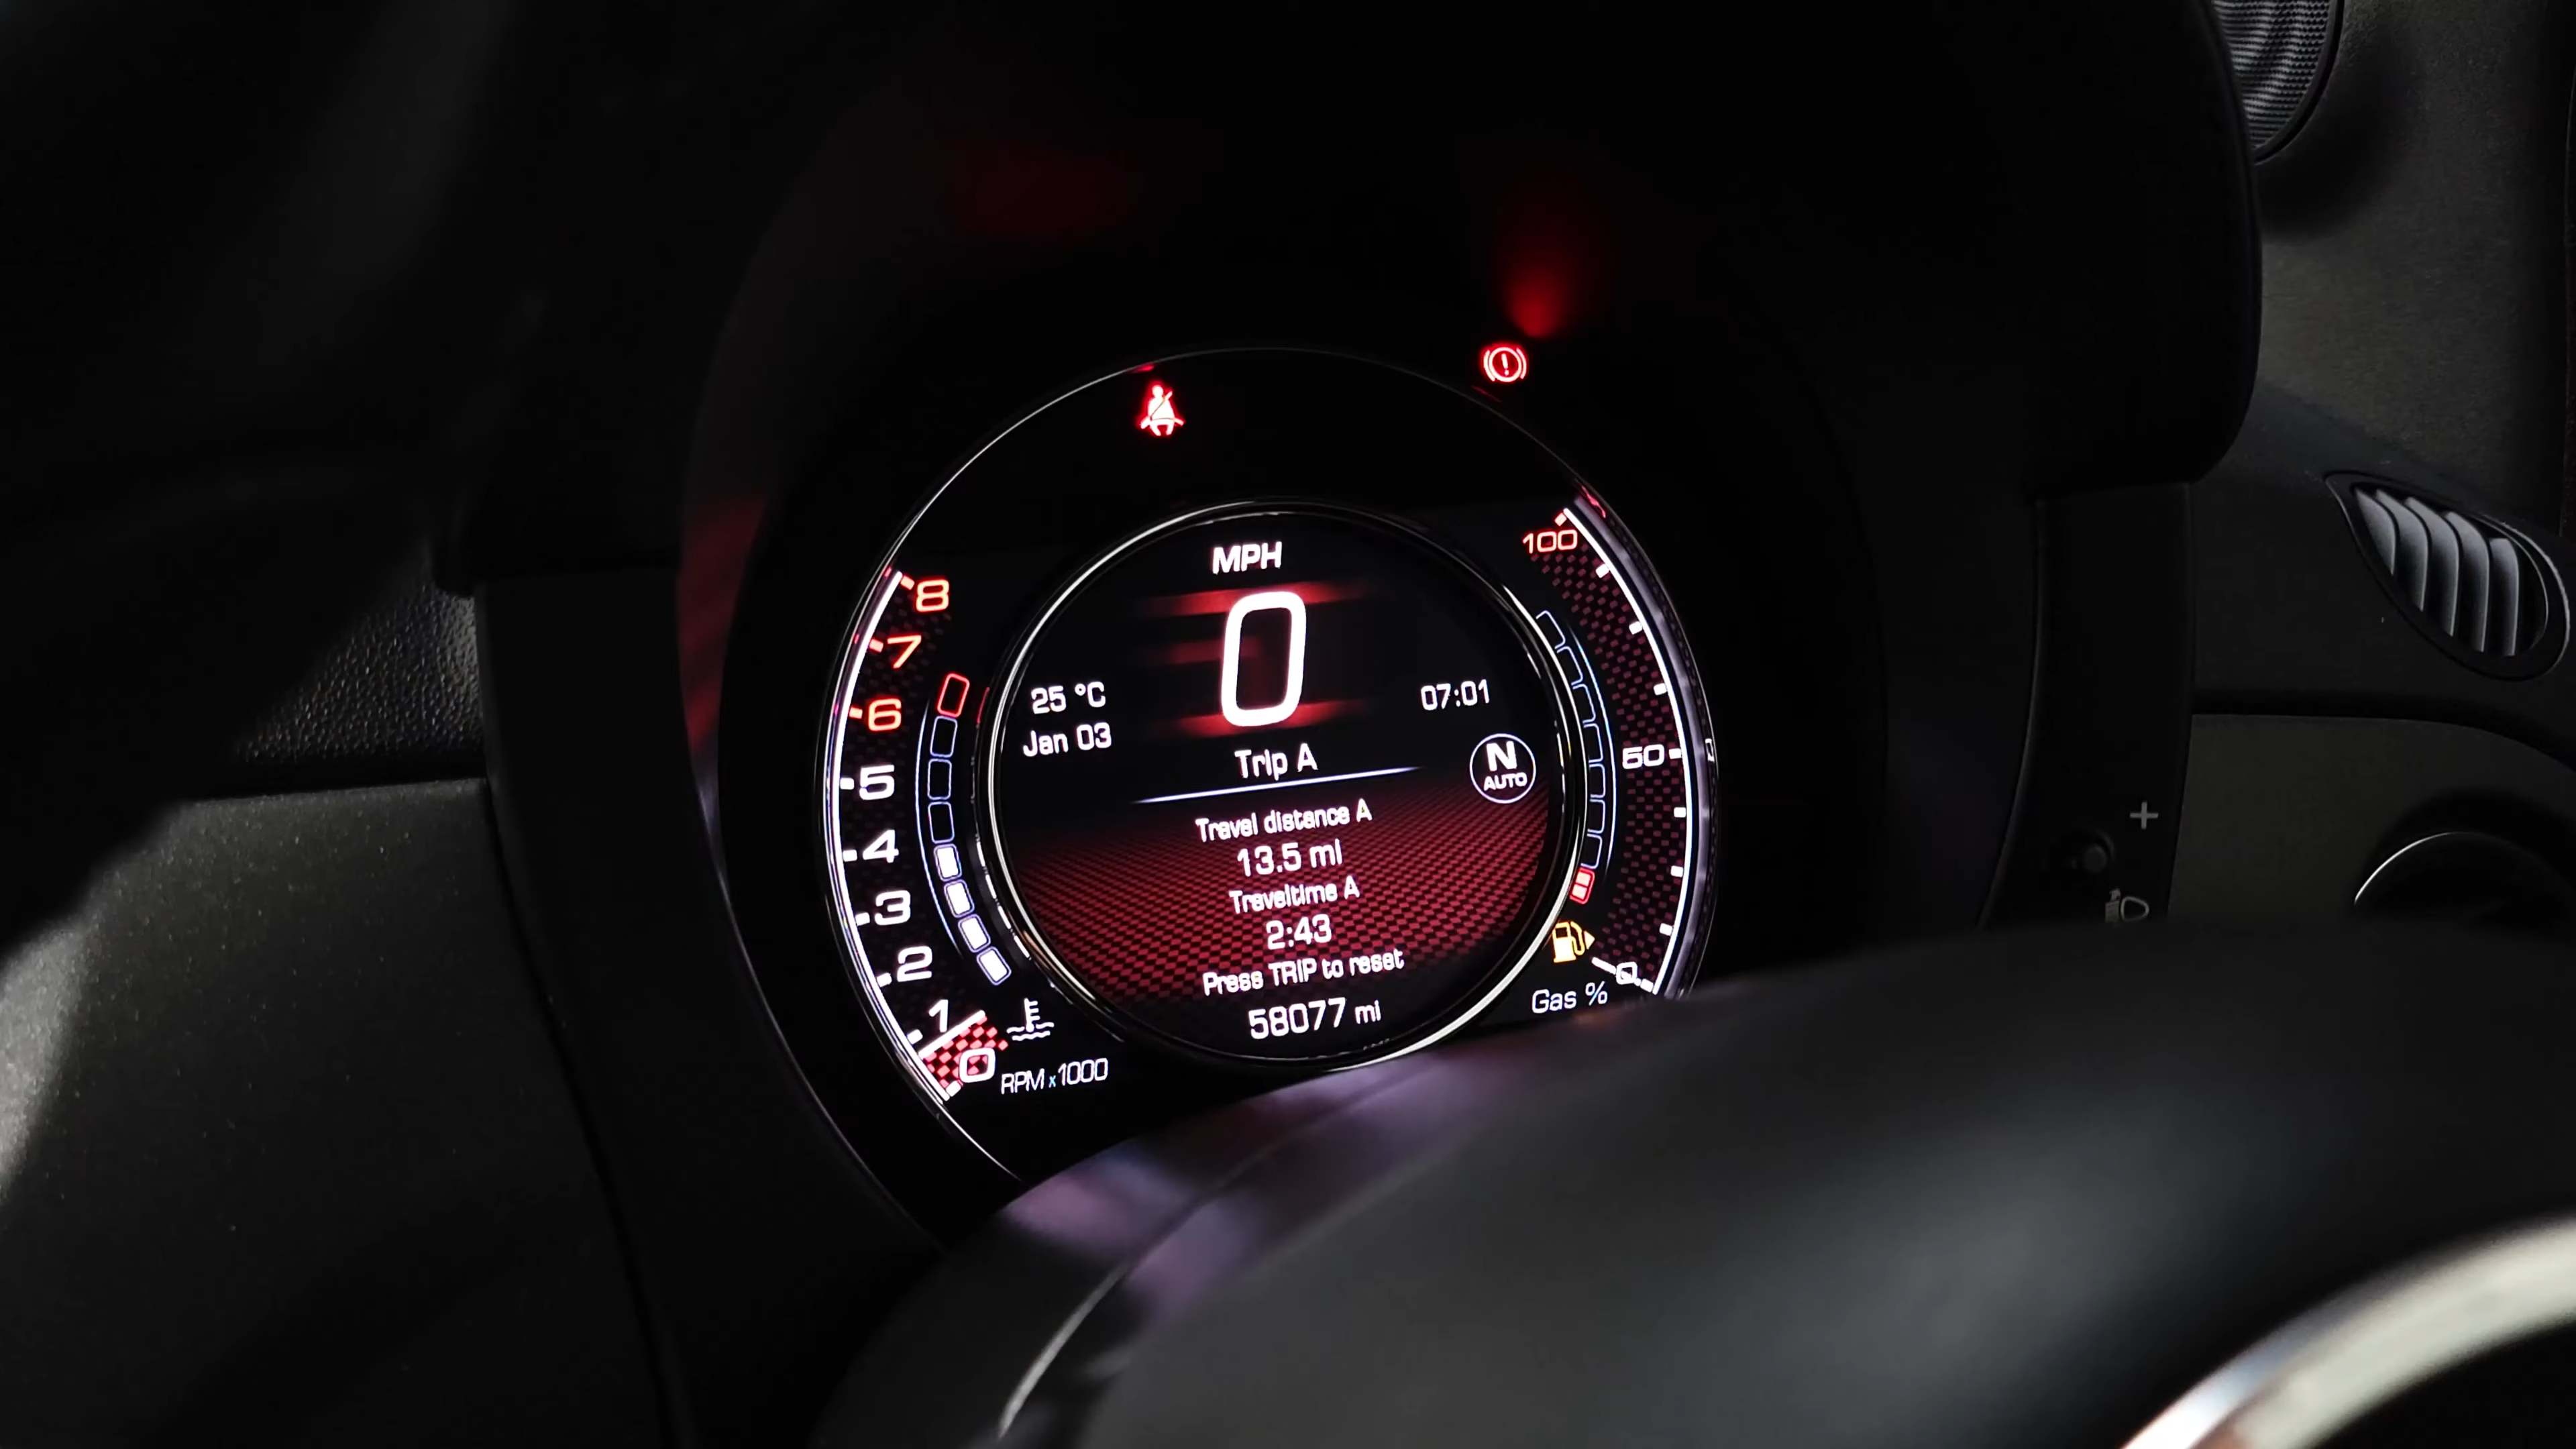 MPH
0
25 °C
Jan 03
07:01
N
AUTO
Trip A
Travel distance A
13.5 mi
Traveltime A
2:43
Press TRIP to reset
58077 mi
8
7
6
5
4
3
2
1
0
RPM x1000
100
50
0
Gas %